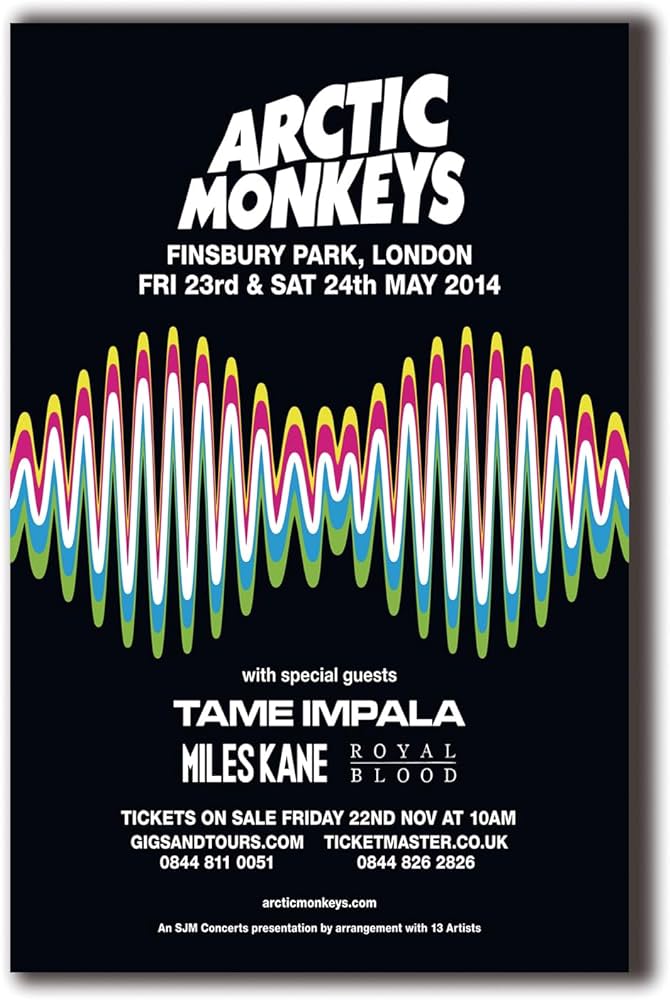 ARCTIC
MONKEYS
FINSBURY PARK, LONDON
FRI 23rd & SAT 24th MAY 2014
with special guests
TAME IMPALA
MILES KANE ROYAL BLOOD
TICKETS ON SALE FRIDAY 22ND NOV AT 10AM
GIGSANDTOURS.COM TICKETMASTER.CO.UK
0844 811 0051 0844 826 2826
arcticmonkeys.com
An SJM Concerts presentation by arrangement with 13 Artists